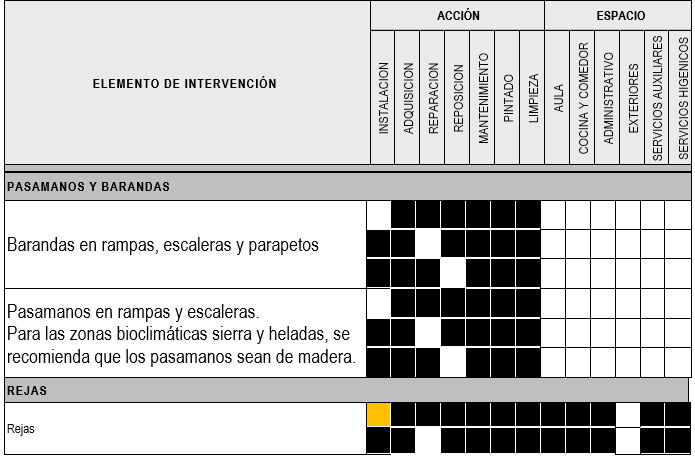 ACCIÓN
ESPACIO
ELEMENTO DE INTERVENCIÓN
INSTALACION
ADQUISICION
REPARACION
REPOSICION
MANTENIMIENTO
PINTADO
LIMPIEZA
AULA
COCINA Y COMEDOR
ADMINISTRATIVO
EXTERIORES
SERVICIOS AUXILIARES
SERVICIOS HIGENICOS
PASAMANOS Y BARANDAS
Barandas en rampas, escaleras y parapetos
Pasamanos en rampas y escaleras.
Para las zonas bioclimáticas sierra y heladas, se
recomienda que los pasamanos sean de madera.
REJAS
Rejas